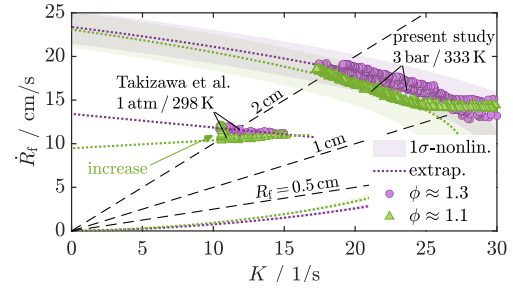 25
20
15
10
5
0
Ṙ_f / cm/s
0
5
10
15
20
25
30
K / 1/s
present study
3 bar / 333 K
Takizawa et al.
1 atm / 298 K
2 cm
1 cm
R_f = 0.5 cm
increase
1σ-nonlin.
extrap.
ϕ ≈ 1.3
ϕ ≈ 1.1